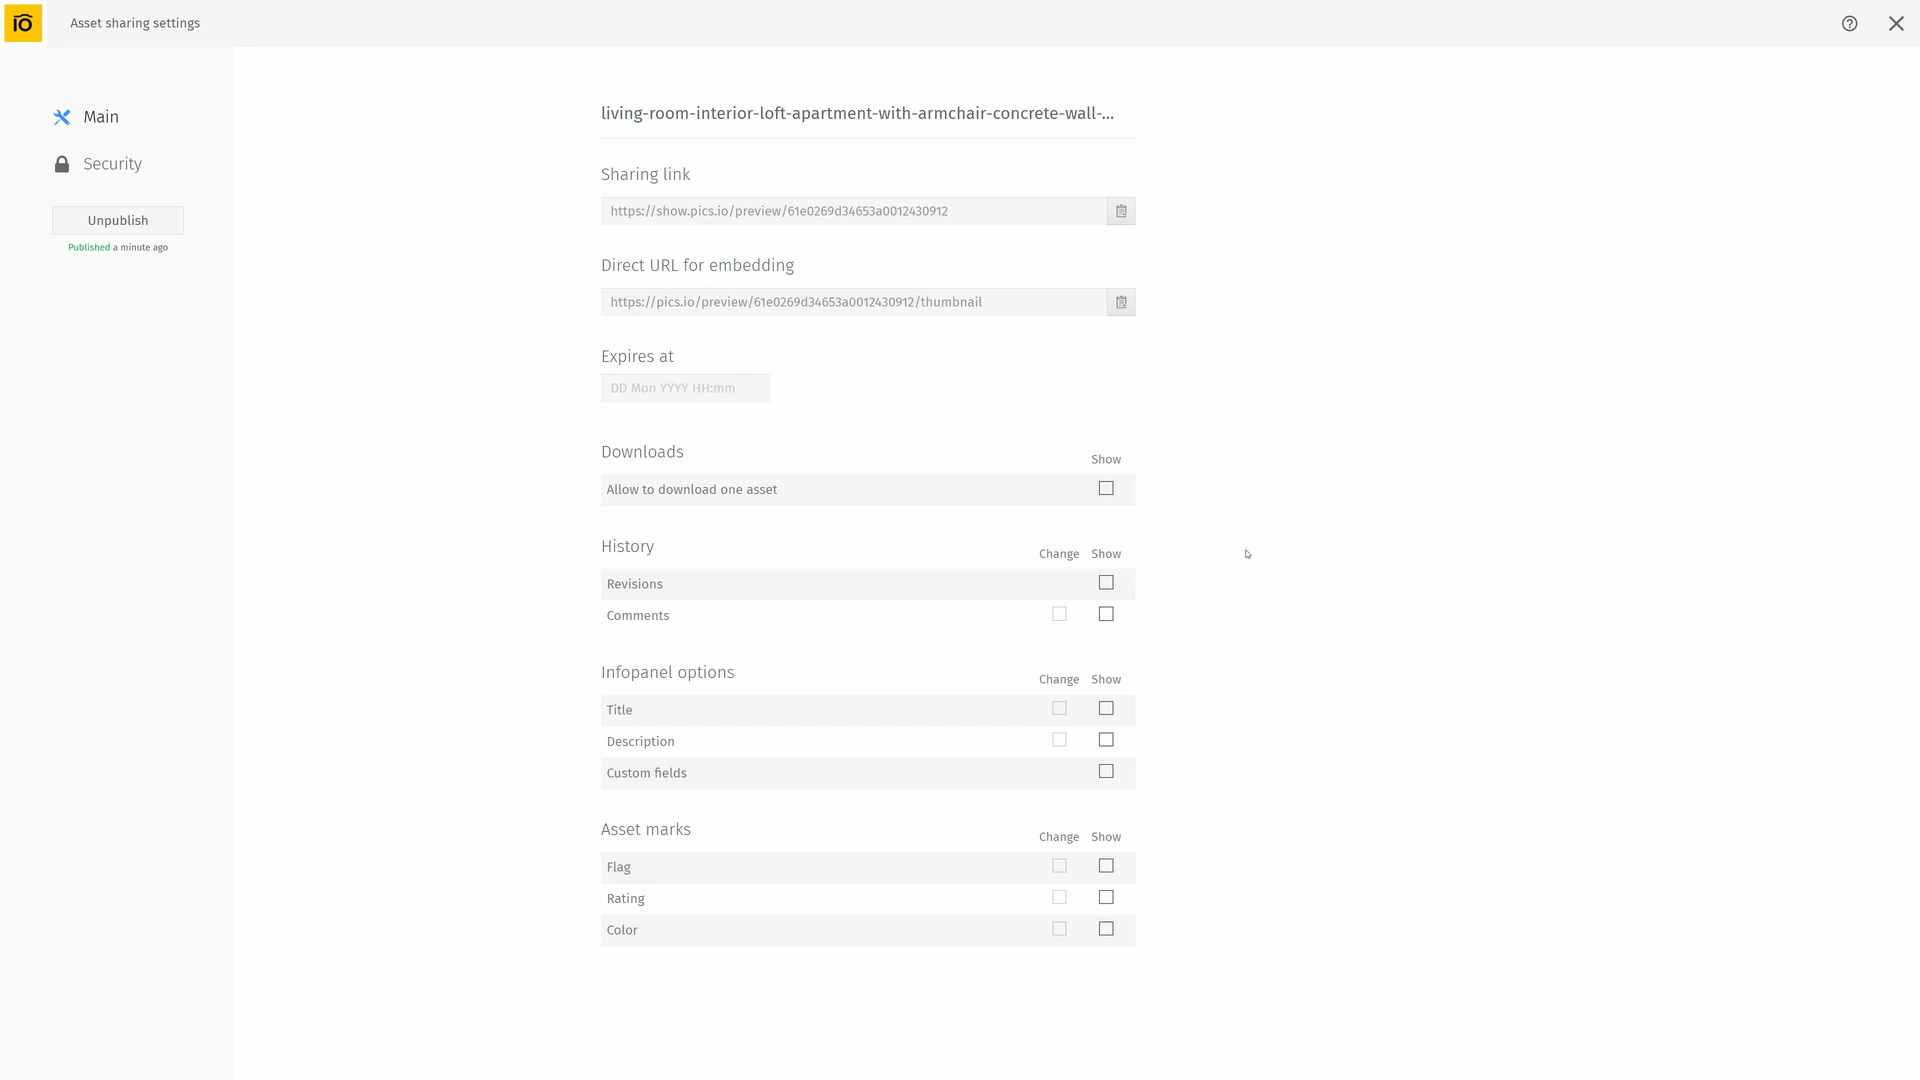 ió Asset sharing settings
Main
Security
Unpublish
Published a minute ago
living-room-interior-loft-apartment-with-armchair-concrete-wall-...
Sharing link
https://show.pics.io/preview/61e0269d34653a0012430912
Direct URL for embedding
https://pics.io/preview/61e0269d34653a0012430912/thumbnail
Expires at
DD Mon YYYY HH:mm
Downloads Show
Allow to download one asset
History Change Show
Revisions
Comments
Infopanel options Change Show
Title
Description
Custom fields
Asset marks Change Show
Flag
Rating
Color